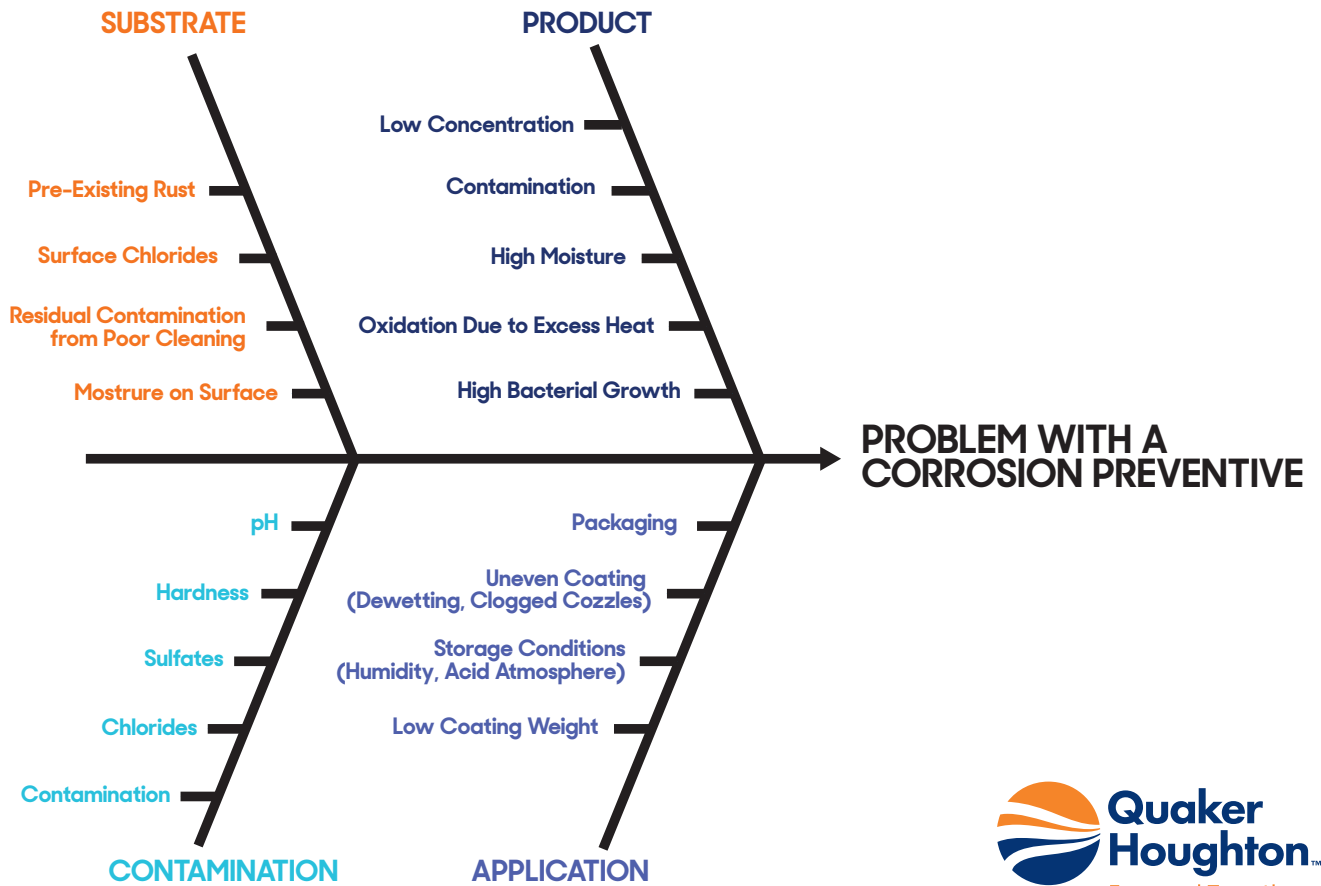 SUBSTRATE
Pre-Existing Rust
Surface Chlorides
Residual Contamination
from Poor Cleaning
Mostrure on Surface
PRODUCT
Low Concentration
Contamination
High Moisture
Oxidation Due to Excess Heat
High Bacterial Growth
PROBLEM WITH A
CORROSION PREVENTIVE
pH
Hardness
Sulfates
Chlorides
Contamination
CONTAMINATION
Packaging
Uneven Coating
(Dewetting, Clogged Cozzles)
Storage Conditions
(Humidity, Acid Atmosphere)
Low Coating Weight
APPLICATION
Quaker
Houghton™